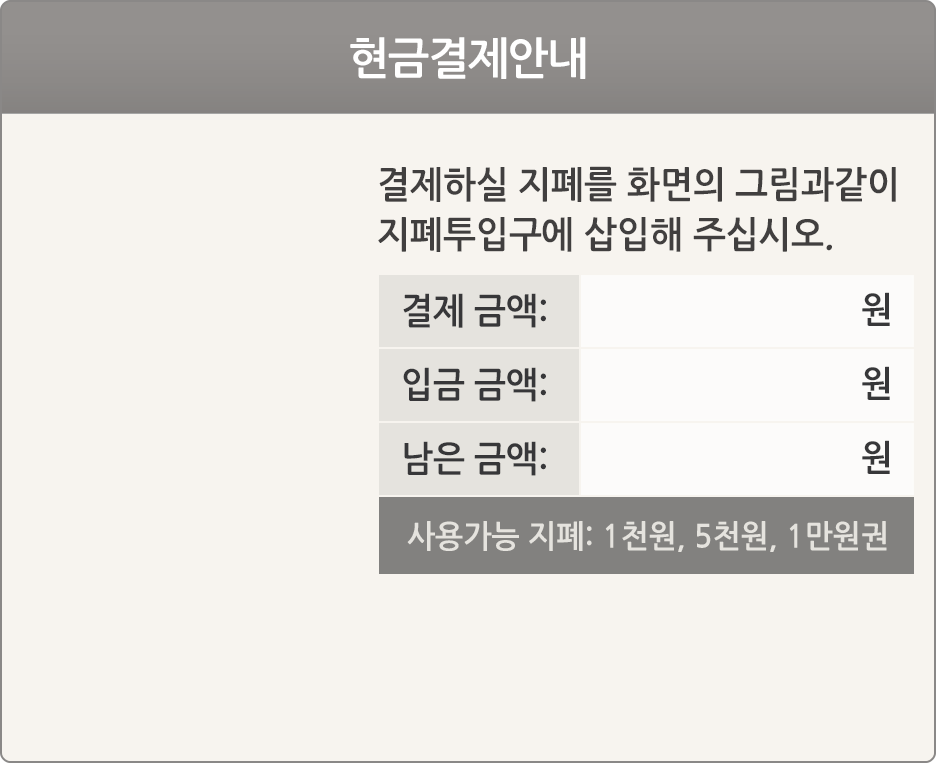 현금결제안내
결제하실 지폐를 화면의 그림과같이
지폐투입구에 삽입해 주십시오.
결제 금액: 원
입금 금액: 원
남은 금액: 원
사용가능 지폐: 1천원, 5천원, 1만원권